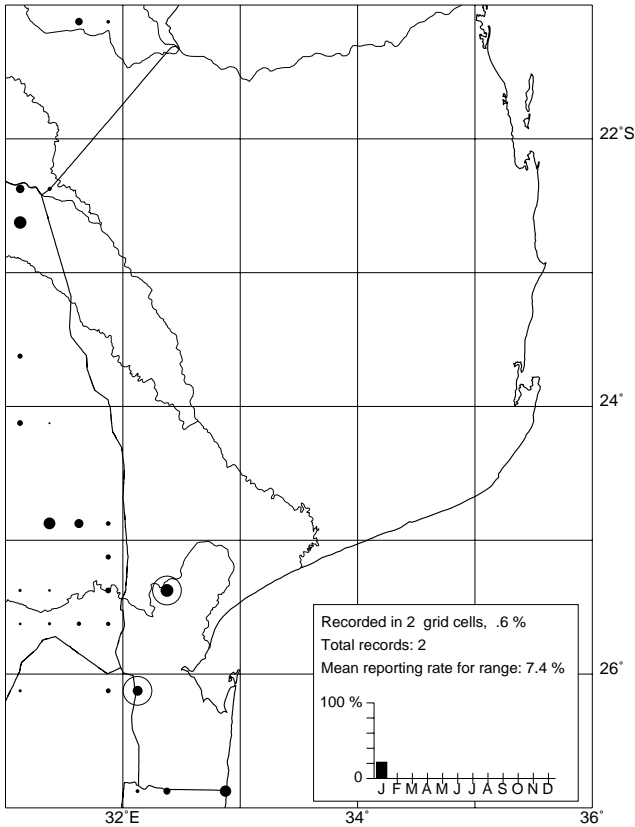 22°S
24°
Recorded in 2 grid cells, .6 %
Total records: 2
Mean reporting rate for range: 7.4 %
26°
100 %
0
J F M A M J J A S O N D
32°E 34° 36°